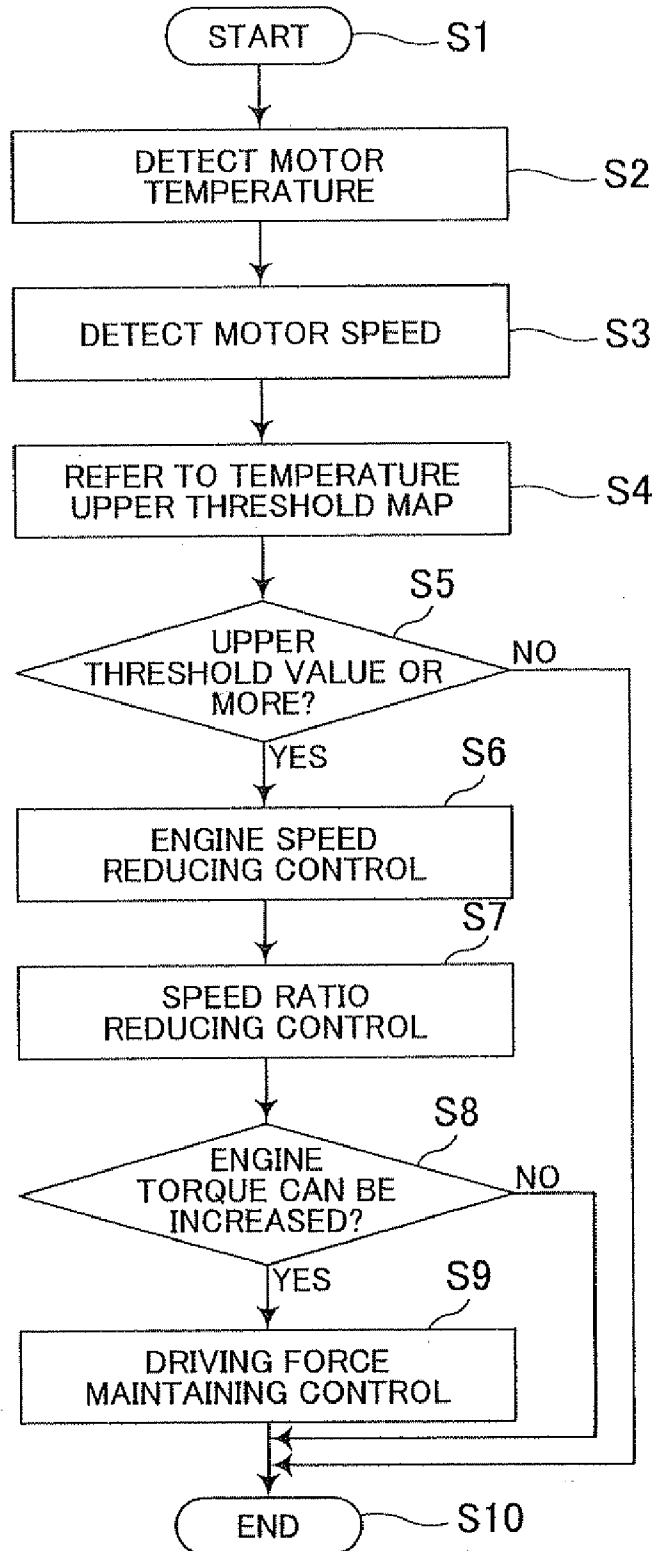 START
S1
DETECT MOTOR
TEMPERATURE
S2
DETECT MOTOR SPEED
S3
REFER TO TEMPERATURE
UPPER THRESHOLD MAP
S4
S5
UPPER
THRESHOLD VALUE OR
MORE?
NO
YES
S6
ENGINE SPEED
REDUCING CONTROL
S7
SPEED RATIO
REDUCING CONTROL
S8
ENGINE
TORQUE CAN BE
INCREASED?
NO
YES
S9
DRIVING FORCE
MAINTAINING CONTROL
END
S10